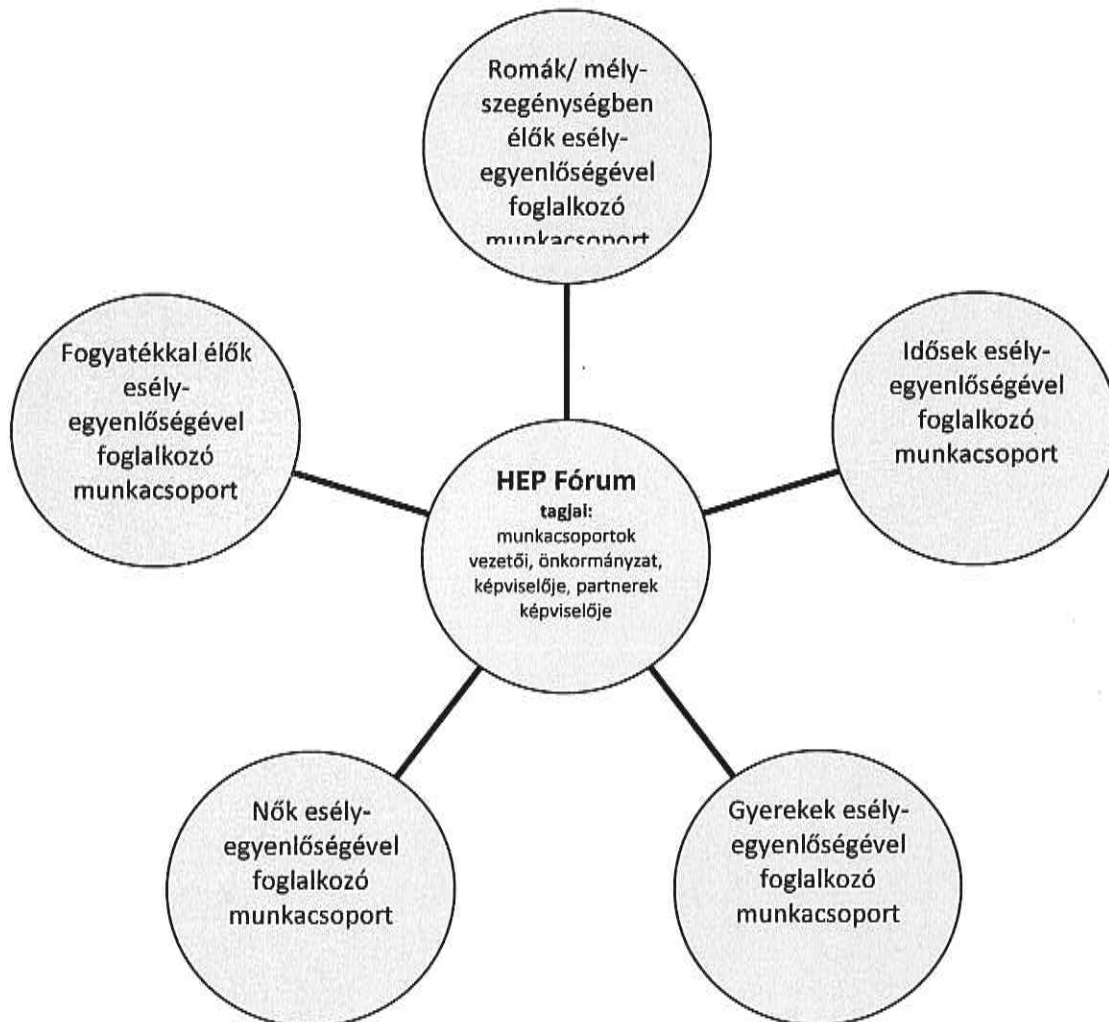 Romák/ mély-
szegénységben
élők esély-
egyenlőségével
foglalkozó
munkacsoport
Fogyatékkal élők
esély-
egyenlőségével
foglalkozó
munkacsoport
Idősek esély-
egyenlőségével
foglalkozó
munkacsoport
HEP Fórum
tagjai:
munkacsoportok
vezetői, önkormányzat,
képviselője, partnerek
képviselője
Nők esély-
egyenlőségével
foglalkozó
munkacsoport
Gyerekek esély-
egyenlőségével
foglalkozó
munkacsoport